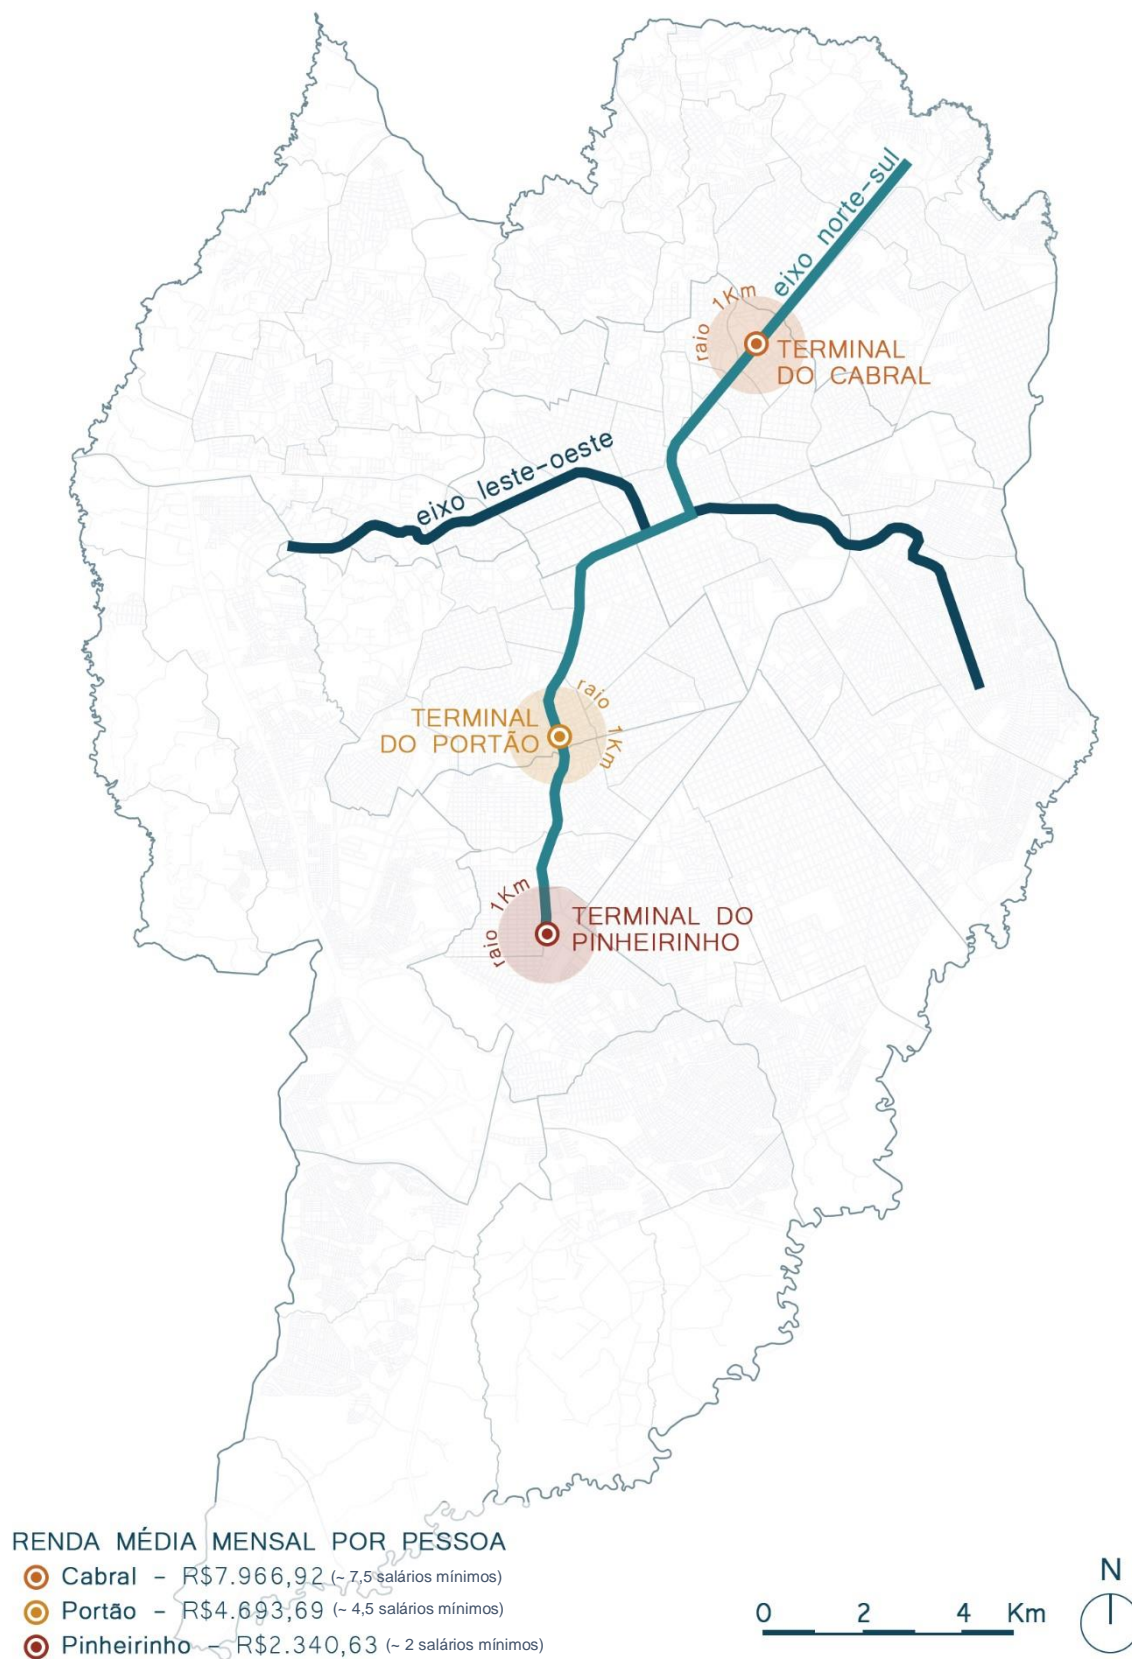 eixo norte-sul
raio 1Km
TERMINAL
DO CABRAL
eixo leste-oeste
raio 1Km
TERMINAL
DO PORTÃO
raio 1Km
TERMINAL DO
PINHEIRINHO
RENDA MÉDIA MENSAL POR PESSOA
Cabral - R$7.966,92 (~ 7,5 salários mínimos)
Portão - R$4.693,69 (~ 4,5 salários mínimos)
Pinheirinho - R$2.340,63 (~ 2 salários mínimos)
0 2 4 Km
N